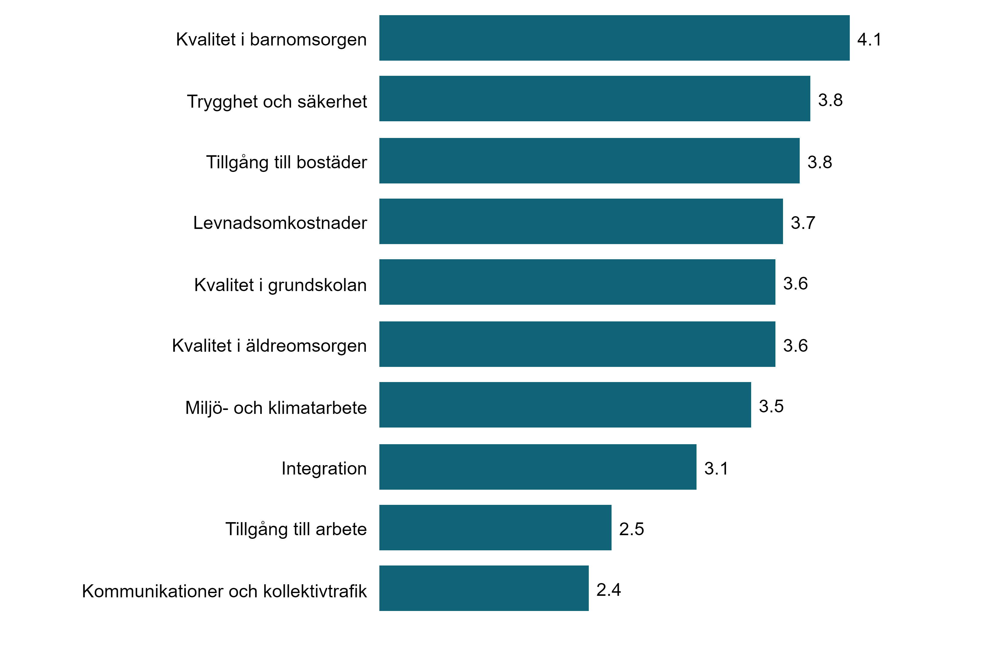 Kvalitet i barnomsorgen 4.1
Trygghet och säkerhet 3.8
Tillgång till bostäder 3.8
Levnadsomkostnader 3.7
Kvalitet i grundskolan 3.6
Kvalitet i äldreomsorgen 3.6
Miljö- och klimatarbete 3.5
Integration 3.1
Tillgång till arbete 2.5
Kommunikationer och kollektivtrafik 2.4